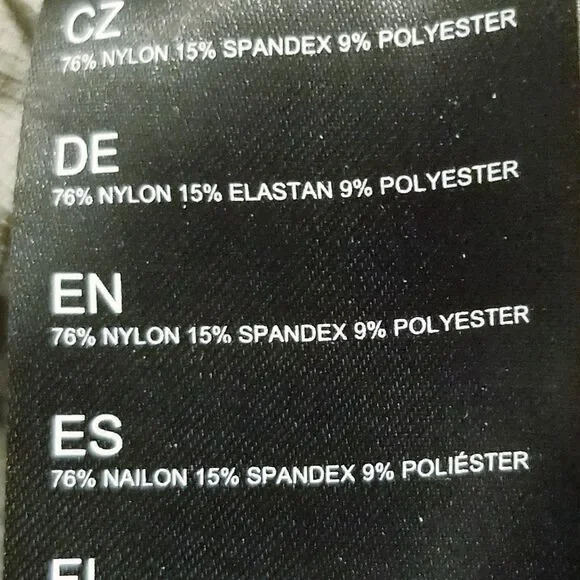 CZ
76% NYLON 15% SPANDEX 9% POLYESTER
DE
76% NYLON 15% ELASTAN 9% POLYESTER
EN
76% NYLON 15% SPANDEX 9% POLYESTER
ES
76% NAILON 15% SPANDEX 9% POLIÉSTER